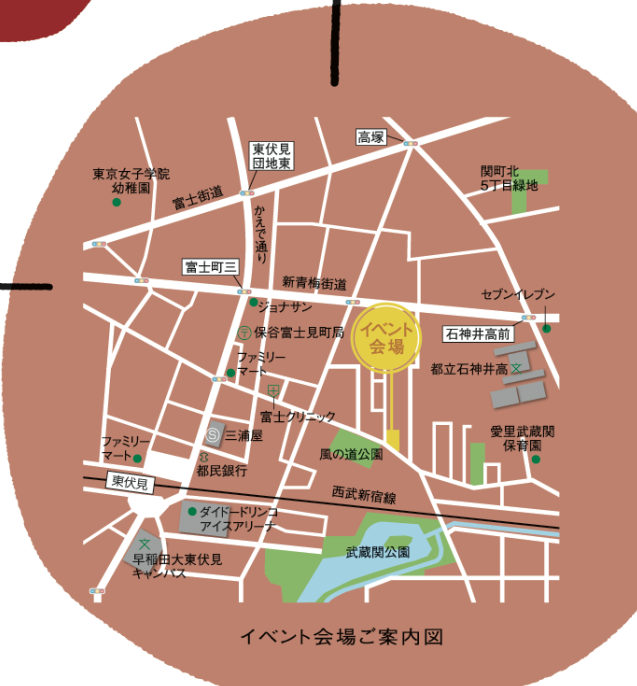 高塚
東伏見
団地東
東京女子学院
幼稚園
関町北
5丁目緑地
富士街道
かえで通り
富士町三
新青梅街道
セブンイレブン
ジョナサン
保谷富士見町局
イベント
会場
石神井高前
ファミリー
マート
都立石神井高
富士クリニック
三浦屋
愛里武蔵関
保育園
ファミリー
マート
風の道公園
都民銀行
東伏見
西武新宿線
ダイドードリンコ
アイスアリーナ
武蔵関公園
早稲田大東伏見
キャンパス
イベント会場ご案内図